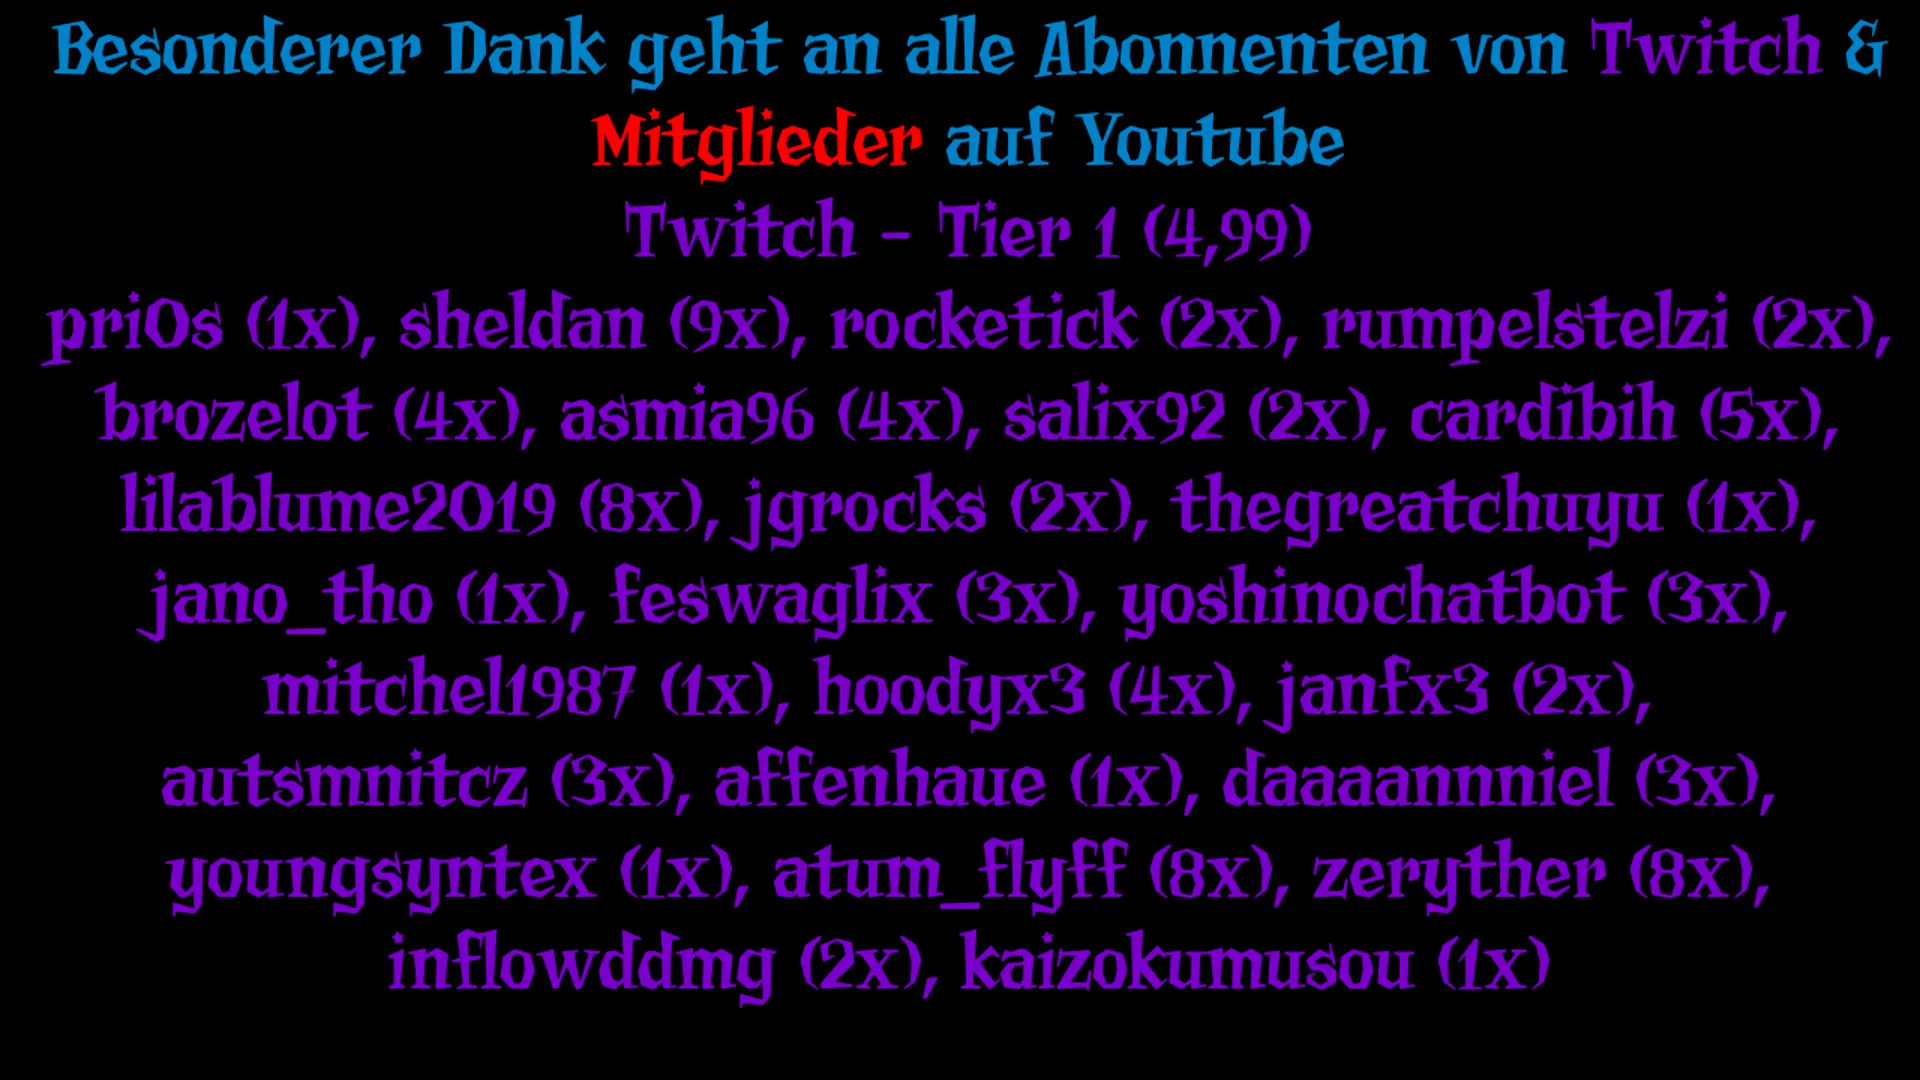 Besonderer Dank geht an alle Abonnenten von Twitch &
Mitglieder auf Youtube
Twitch - Tier 1 (4,99)
pri0s (1x), sheldan (9x), rocketick (2x), rumpelstelzi (2x),
brozelot (4x), asmia96 (4x), salix92 (2x), cardibih (5x),
lilablume2019 (8x), jgrocks (2x), thegreatchuyu (1x),
jano_tho (1x), feswaglix (3x), yoshinochatbot (3x),
mitchel1987 (1x), hoodyx3 (4x), janfx3 (2x),
autsmnitcz (3x), affenhaue (1x), daaaannniel (3x),
youngsyntex (1x), atum_flyff (8x), zeryther (8x),
inflowddmg (2x), kaizokumusou (1x)